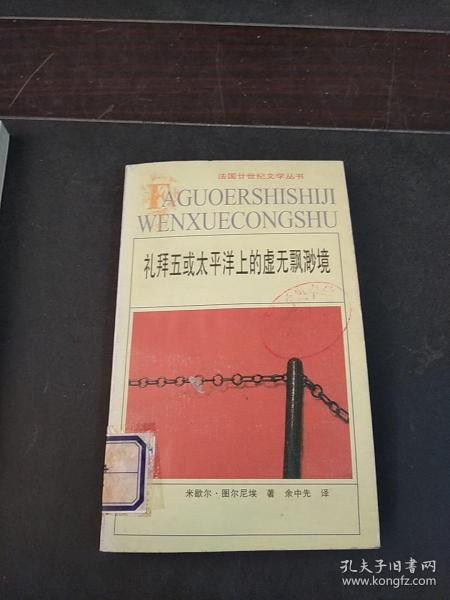 法国廿世纪文学丛书
FAGUOERSHISHIJI
WENXUECONGSHU
礼拜五或太平洋上的虚无飘渺境
米歇尔·图尔尼埃 著 余中先 译
孔夫子旧书网
www.kongfz.com